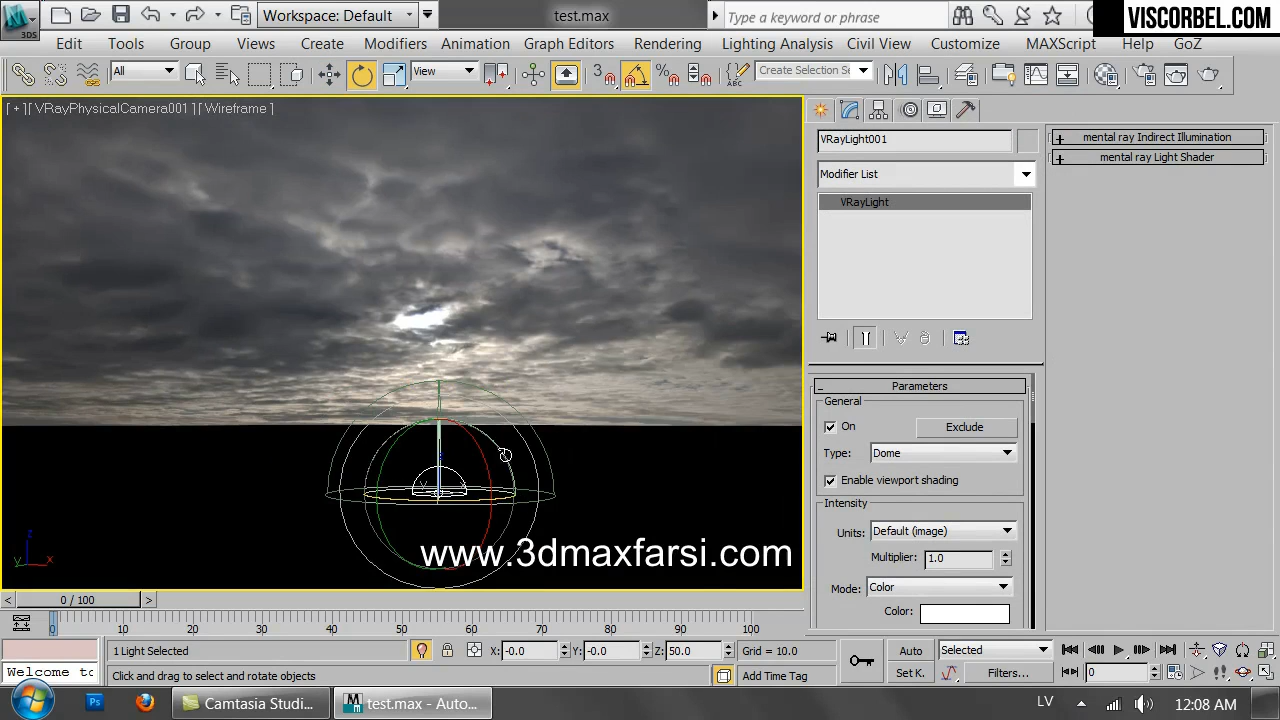 Workspace: Default
test.max
Type a keyword or phrase
VISCORBEL.COM
3DS
Edit Tools Group Views Create Modifiers Animation Graph Editors Rendering Lighting Analysis Civil View Customize MAXScript Help GoZ
All
View
3
ABC
Create Selection Se
[ + ][ VRayPhysicalCamera001 ][ Wireframe ]
VRayLight001
Modifier List
VRayLight
mental ray Indirect Illumination
mental ray Light Shader
Parameters
General
On
Exclude
Type: Dome
Enable viewport shading
Intensity
Units: Default (image)
Multiplier: 1.0
Mode: Color
Color:
www.3dmaxfarsi.com
0 / 100
0 10 20 30 40 50 60 70 80 90 100
1 Light Selected
X: -0.0
Y: -0.0
Z: 50.0
Grid = 10.0
Auto
Selected
Welcome to
Click and drag to select and rotate objects
Add Time Tag
Set K.
Filters...
0
Camtasia Studi...
test.max - Auto...
LV
12:08 AM